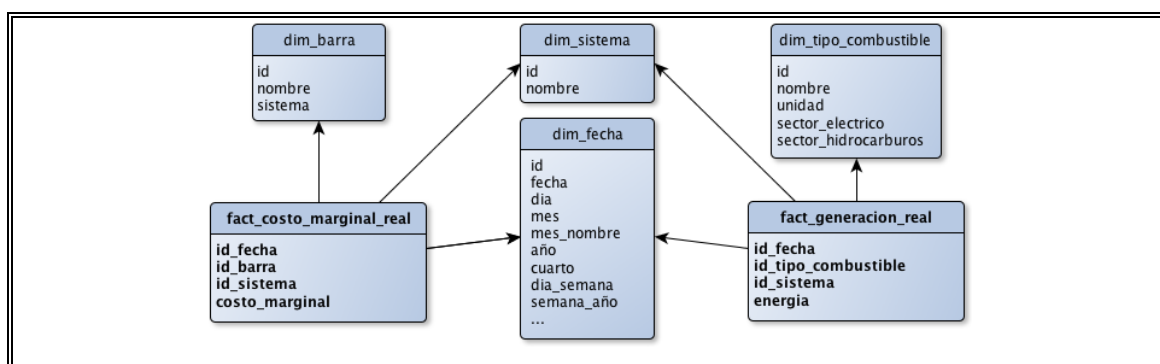 dim_barra
id
nombre
sistema
dim_sistema
id
nombre
dim_tipo_combustible
id
nombre
unidad
sector_electrico
sector_hidrocarburos
dim_fecha
id
fecha
dia
mes
mes_nombre
año
cuarto
dia_semana
semana_año
...
fact_costo_marginal_real
id_fecha
id_barra
id_sistema
costo_marginal
fact_generacion_real
id_fecha
id_tipo_combustible
id_sistema
energia